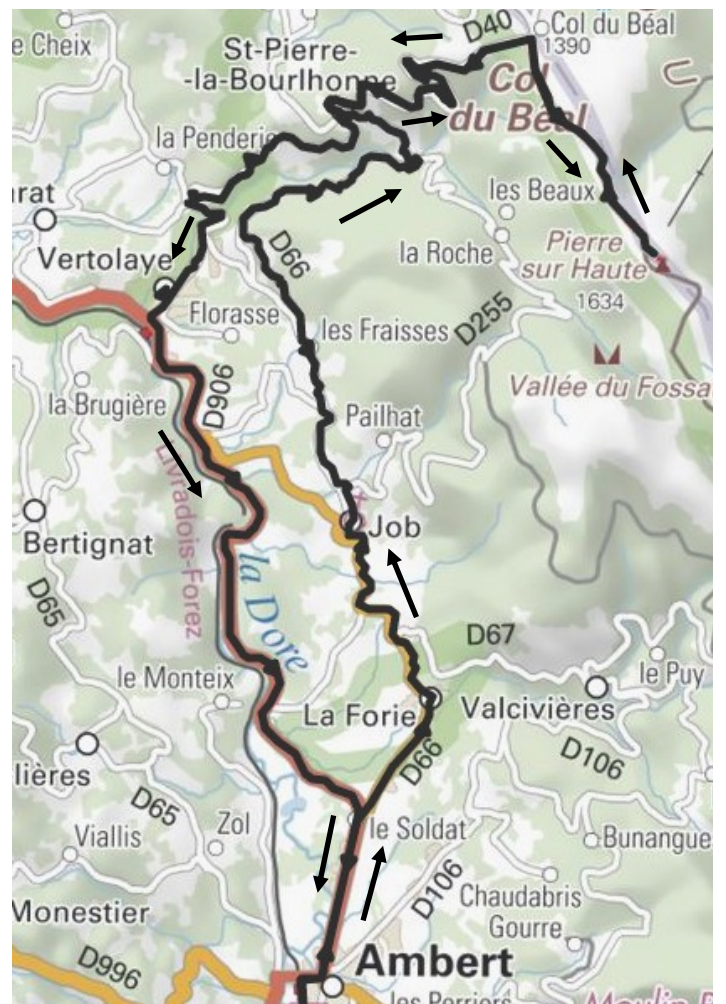 e Cheix
St-Pierre-
-la-Bourlhonne
D40
Col du Béal
1390
Col
du Béal
la Penderie
les Beaux
Vertolaye
D66
la Roche
Pierre
sur Haute
1634
Florasse
les Fraisses
D255
D906
la Brugière
Pailhat
Vallée du Fossa
Livradois-Forez
Job
Bertignat
la Dore
D65
D67
le Puy
le Monteix
La Forie
Valcivières
D66
D106
lières
D65
Zol
le Soldat
Viallis
Bunangue
D106
Chaudabris
Gourre
Monestier
Ambert
D996
les Perriers